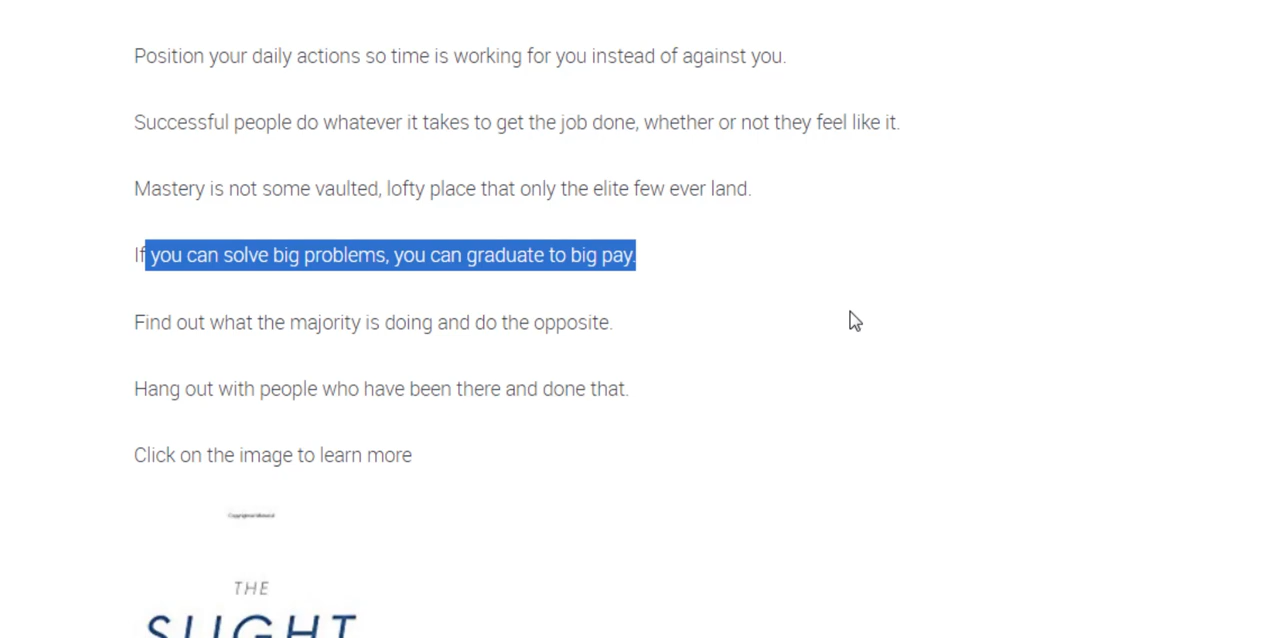 Position your daily actions so time is working for you instead of against you.
Successful people do whatever it takes to get the job done, whether or not they feel like it.
Mastery is not some vaulted, lofty place that only the elite few ever land.
If you can solve big problems, you can graduate to big pay.
Find out what the majority is doing and do the opposite.
Hang out with people who have been there and done that.
Click on the image to learn more
Copyrighted Material
THE
SLIGHT